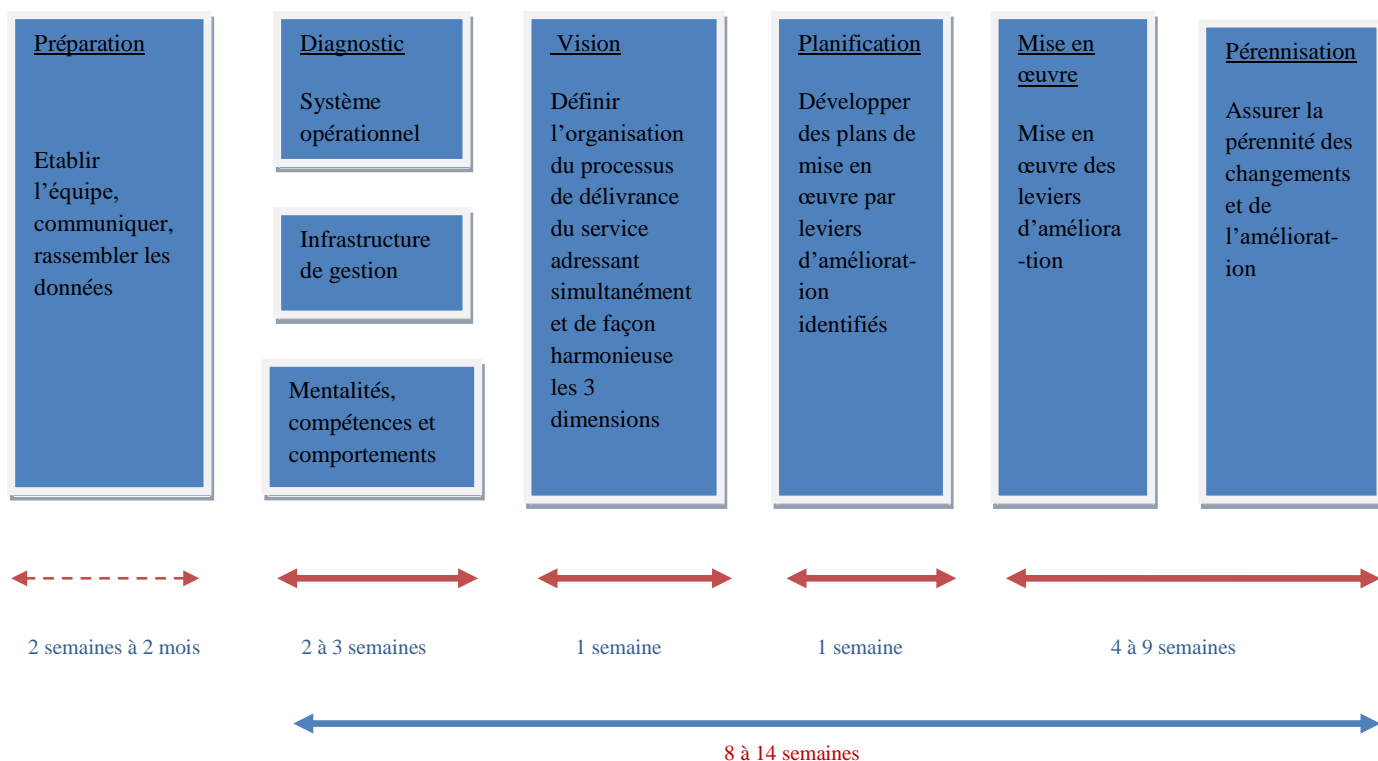 Préparation
Etablir
l’équipe,
communiquer,
rassembler les
données
Diagnostic
Système
opérationnel
Infrastructure
de gestion
Mentalités,
compétences et
comportements
Vision
Définir
l’organisation
du processus
de délivrance
du service
adressant
simultanément
et de façon
harmonieuse
les 3
dimensions
Planification
Développer
des plans de
mise en
œuvre par
leviers
d’améliorat-
ion
identifiés
Mise en
œuvre
Mise en
œuvre des
leviers
d’améliora
-tion
Pérennisation
Assurer la
pérennité des
changements
et de
l’améliorat-
ion
2 semaines à 2 mois
2 à 3 semaines
1 semaine
1 semaine
4 à 9 semaines
8 à 14 semaines